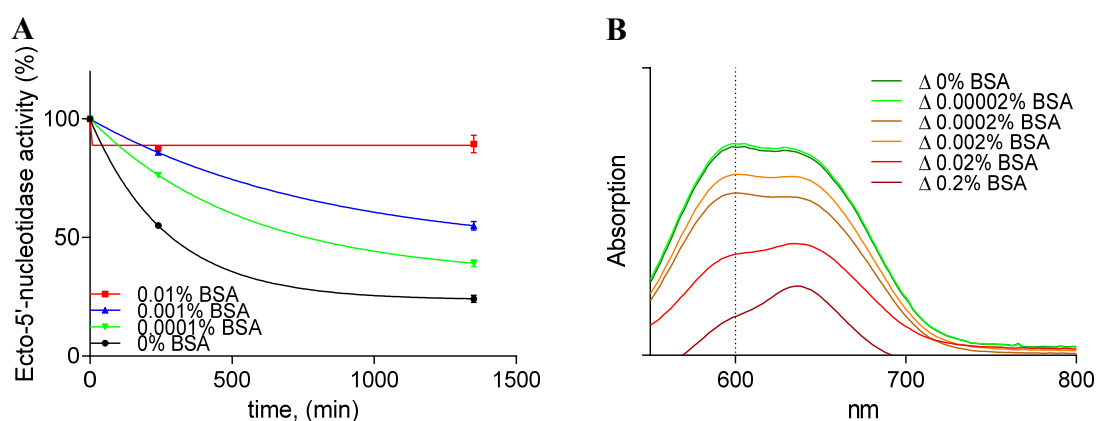 A
Ecto-5'-nucleotidase activity (%)
100
50
0
0.01% BSA
0.001% BSA
0.0001% BSA
0% BSA
0 500 1000 1500
time, (min)
B
Absorption
Δ 0% BSA
Δ 0.00002% BSA
Δ 0.0002% BSA
Δ 0.002% BSA
Δ 0.02% BSA
Δ 0.2% BSA
600 700 800
nm